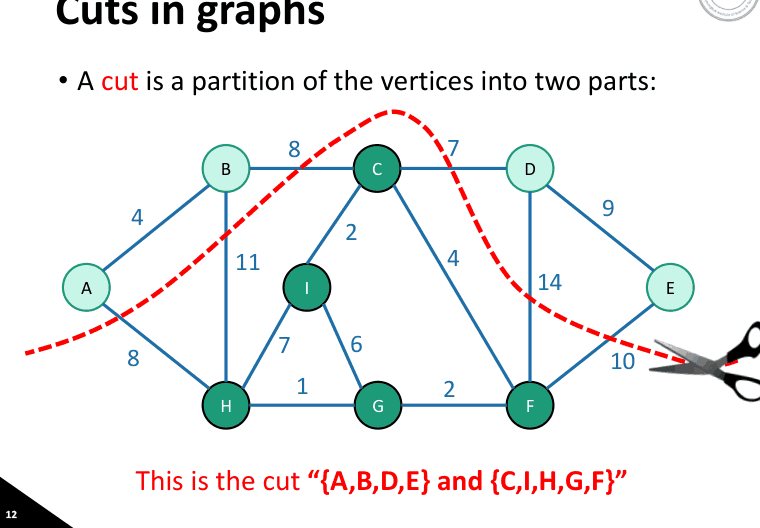 Cuts in graphs
• A cut is a partition of the vertices into two parts:
8
7
B
C
D
4
9
2
11
4
14
A
I
E
7
6
8
10
1
2
H
G
F
This is the cut “{A,B,D,E} and {C,I,H,G,F}”
12